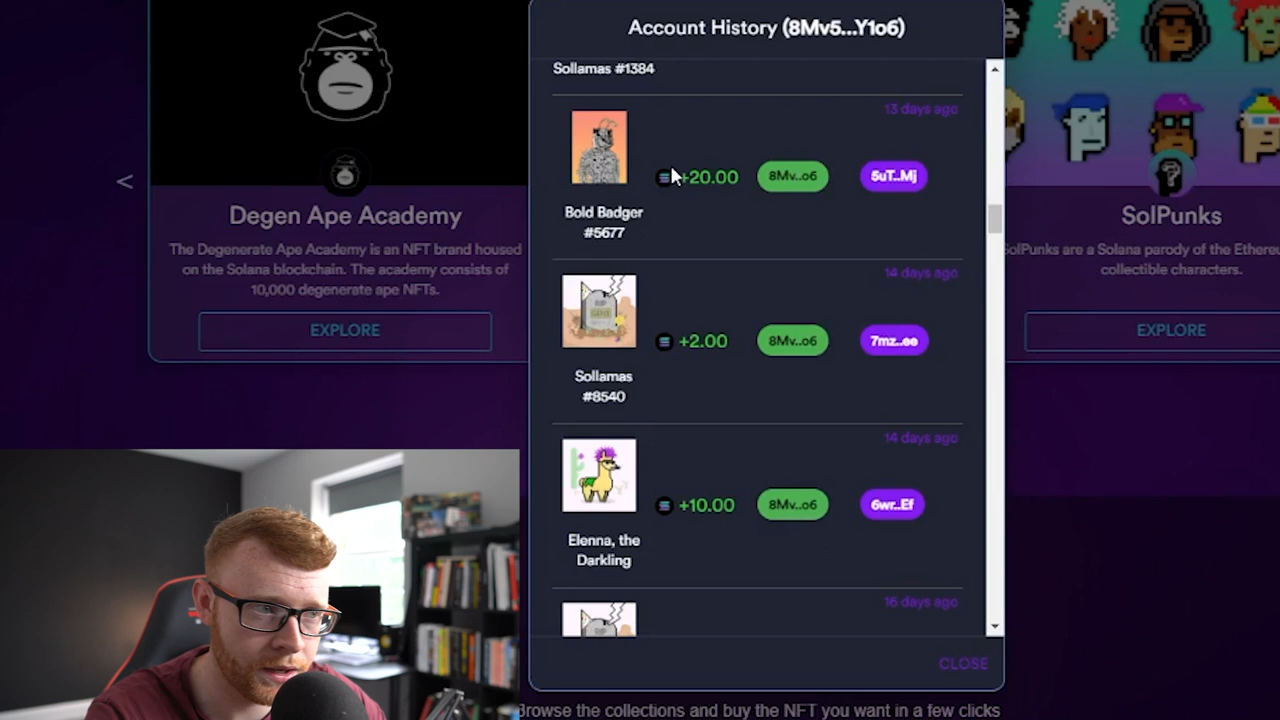 Account History (8Mv5...Y1o6)
Sollamas #1384
13 days ago
+20.00
8Mv..o6
5uT..Mj
Bold Badger
#5677
14 days ago
+2.00
8Mv..o6
7mz..ee
Sollamas
#8540
14 days ago
+10.00
8Mv..o6
6wr..Ef
Elenna, the
Darkling
16 days ago
CLOSE
<
Degen Ape Academy
The Degenerate Ape Academy is an NFT brand housed
on the Solana blockchain. The academy consists of
10,000 degenerate ape NFTs.
EXPLORE
SolPunks
SolPunks are a Solana parody of the Ethere
collectible characters.
EXPLORE
Browse the collections and buy the NFT you want in a few clicks